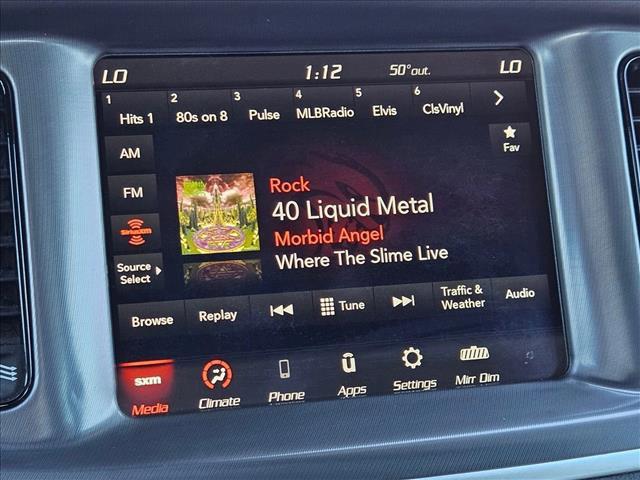 LO 1:12 50°out. LO
1 2 3 4 5 6
Hits 1 80s on 8 Pulse MLBRadio Elvis ClsVinyl
AM
Fav
FM
Rock
40 Liquid Metal
SiriusXM
Morbid Angel
Where The Slime Live
Source
Select
Browse Replay Tune Traffic &
Weather Audio
sxm
Media Climate Phone Apps Settings Mirr Dim